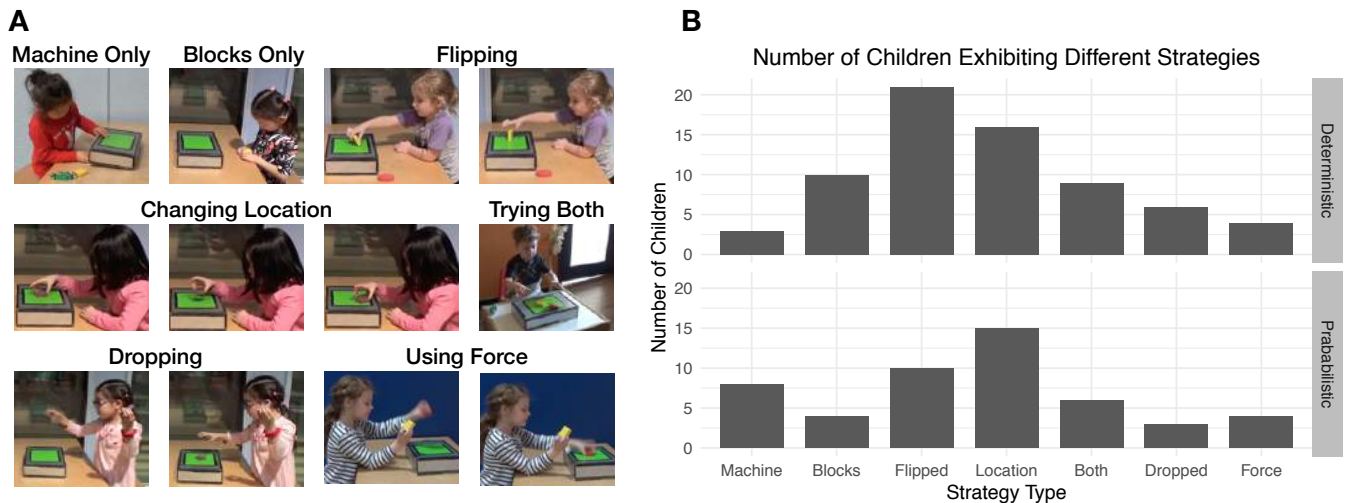 A
Machine Only
Blocks Only
Flipping
Changing Location
Trying Both
Dropping
Using Force
B
Number of Children Exhibiting Different Strategies
Number of Children
20
15
10
5
0
Deterministic
20
15
10
5
0
Prababilistic
Machine Blocks Flipped Location Both Dropped Force
Strategy Type